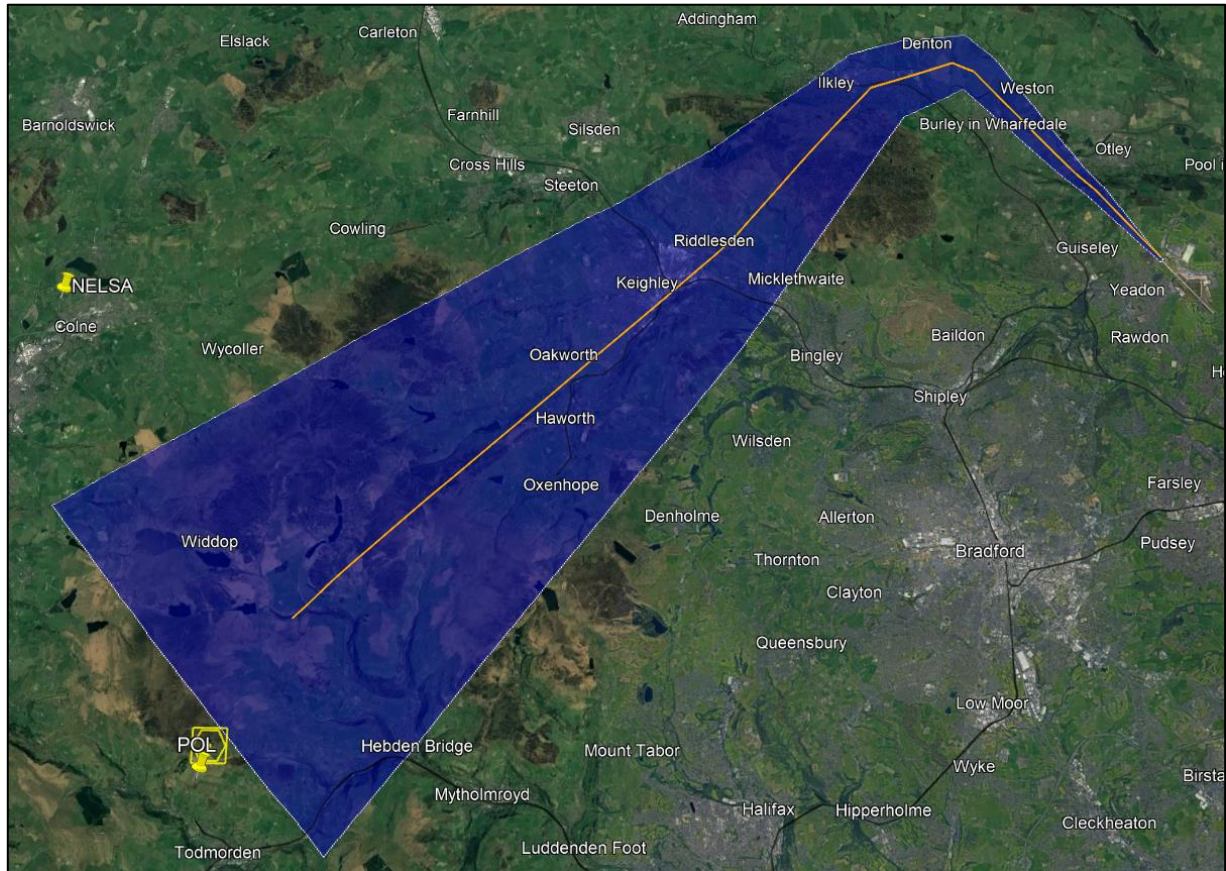 Addingham
Carleton
Elslack
Denton
Ilkley
Weston
Farnhill
Barnoldswick
Silsden
Burley in Wharfedale
Otley
Cross Hills
Pool i
Steeton
Cowling
Riddlesden
Guiseley
Keighley
Micklethwaite
NELSA
Yeadon
Colne
Baildon
Rawdon
Wycoller
Oakworth
Bingley
Shipley
Haworth
Wilsden
Oxenhope
Farsley
Denholme
Allerton
Widdop
Bradford
Pudsey
Thornton
Clayton
Queensbury
Low Moor
POL
Hebden Bridge
Mount Tabor
Wyke
Birsta
Mytholmroyd
Halifax
Hipperholme
Cleckheaton
Todmorden
Luddenden Foot